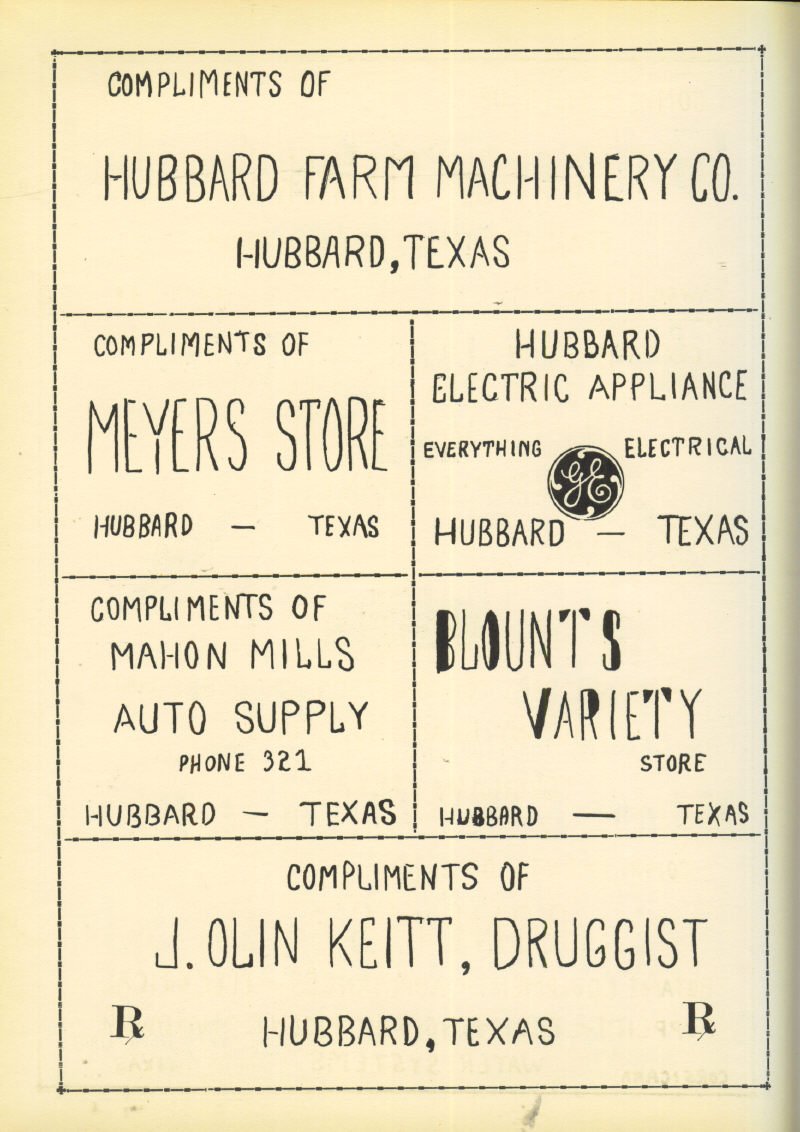 COMPLIMENTS OF
HUBBARD FARM MACHINERY CO.
HUBBARD, TEXAS
COMPLIMENTS OF
MEYERS STORE
HUBBARD — TEXAS
HUBBARD
ELECTRIC APPLIANCE
EVERYTHING GE ELECTRICAL
HUBBARD — TEXAS
COMPLIMENTS OF
MAHON MILLS
AUTO SUPPLY
PHONE 321
HUBBARD — TEXAS
BLOUNT'S
VARIETY
STORE
HUBBARD — TEXAS
COMPLIMENTS OF
J. OLIN KEITT, DRUGGIST
℞ HUBBARD, TEXAS ℞